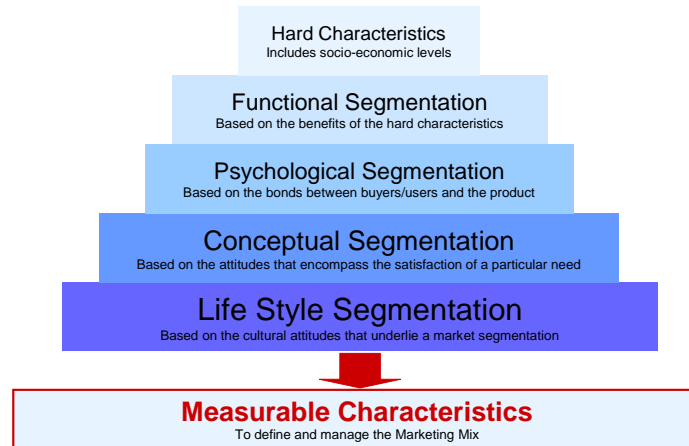 Hard Characteristics
Includes socio-economic levels
Functional Segmentation
Based on the benefits of the hard characteristics
Psychological Segmentation
Based on the bonds between buyers/users and the product
Conceptual Segmentation
Based on the attitudes that encompass the satisfaction of a particular need
Life Style Segmentation
Based on the cultural attitudes that underlie a market segmentation
Measurable Characteristics
To define and manage the Marketing Mix